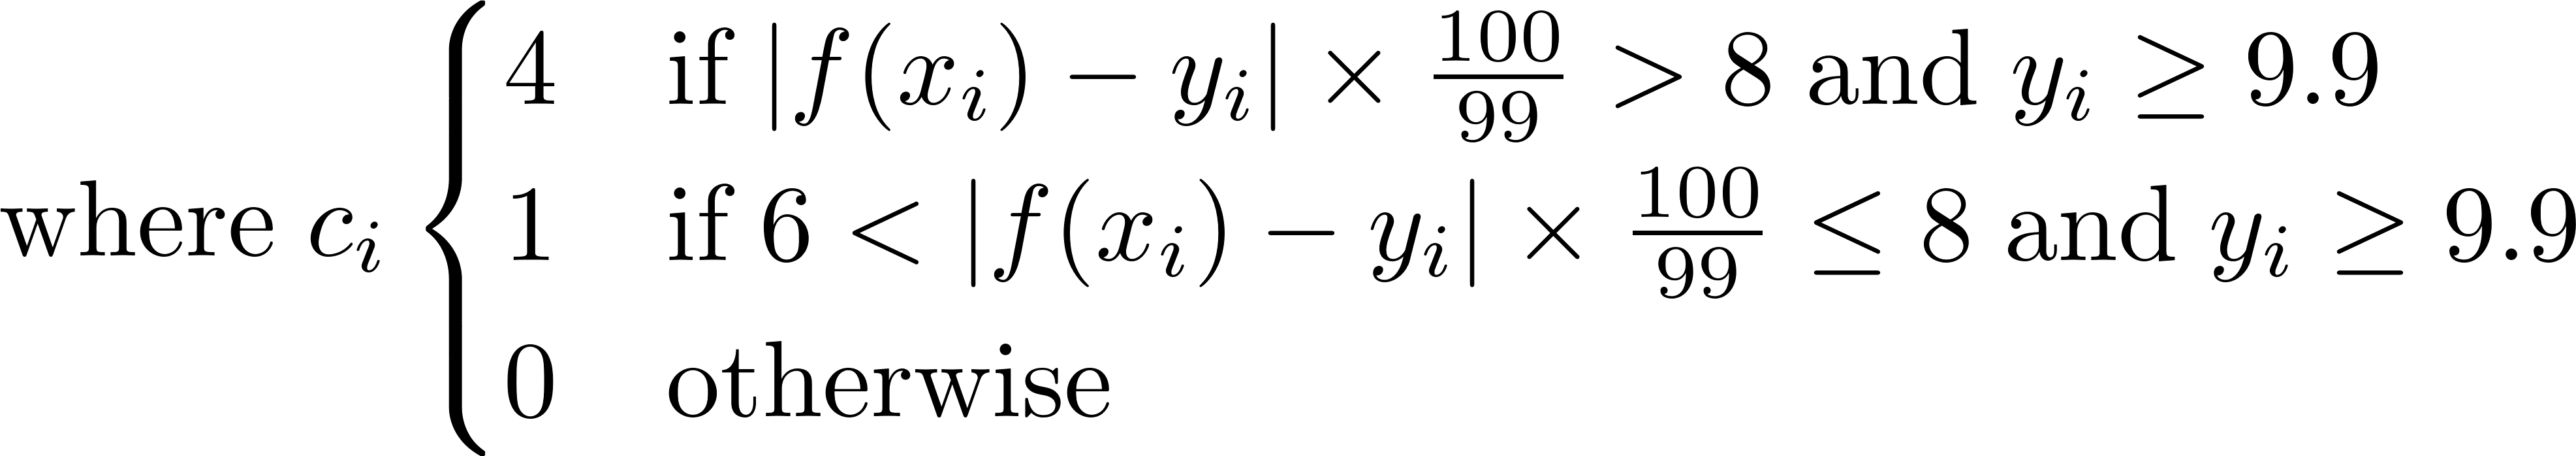 4 if |f(x_i) − y_i| × 100/99 > 8 and y_i ≥ 9.9
where c_i { 1 if 6 < |f(x_i) − y_i| × 100/99 ≤ 8 and y_i ≥ 9.9
0 otherwise